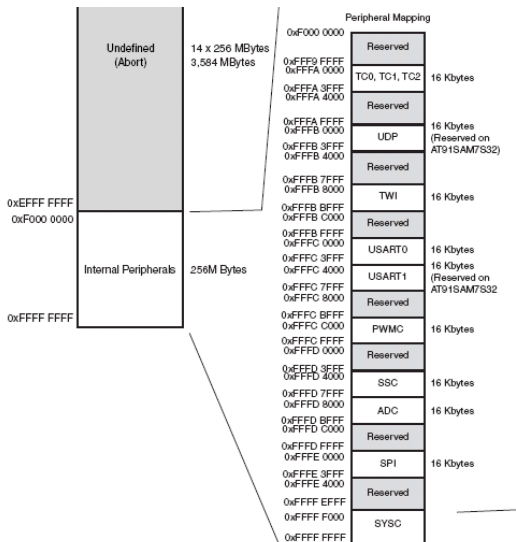 Peripheral Mapping
0xF000 0000
Reserved
0xFFF9 FFFF
0xFFFA 0000
TC0, TC1, TC2
16 Kbytes
0xFFFA 3FFF
0xFFFA 4000
Reserved
0xFFFA FFFF
0xFFFB 0000
UDP
16 Kbytes
(Reserved on
AT91SAM7S32)
0xFFFB 3FFF
0xFFFB 4000
Reserved
0xFFFB 7FFF
0xFFFB 8000
TWI
16 Kbytes
0xFFFB BFFF
0xFFFB C000
Reserved
0xFFFB FFFF
0xFFFC 0000
USART0
16 Kbytes
0xFFFC 3FFF
0xFFFC 4000
USART1
16 Kbytes
(Reserved on
AT91SAM7S32
0xFFFC 7FFF
0xFFFC 8000
Reserved
0xFFFC BFFF
0xFFFC C000
PWMC
16 Kbytes
0xFFFC FFFF
0xFFFD 0000
Reserved
0xFFFD 3FFF
0xFFFD 4000
SSC
16 Kbytes
0xFFFD 7FFF
0xFFFD 8000
ADC
16 Kbytes
0xFFFD BFFF
0xFFFD C000
Reserved
0xFFFD FFFF
0xFFFE 0000
SPI
16 Kbytes
0xFFFE 3FFF
0xFFFE 4000
Reserved
0xFFFF EFFF
0xFFFF F000
SYSC
0xFFFF FFFF
Undefined
(Abort)
14 x 256 MBytes
3,584 MBytes
0xEFFF FFFF
0xF000 0000
Internal Peripherals
256M Bytes
0xFFFF FFFF